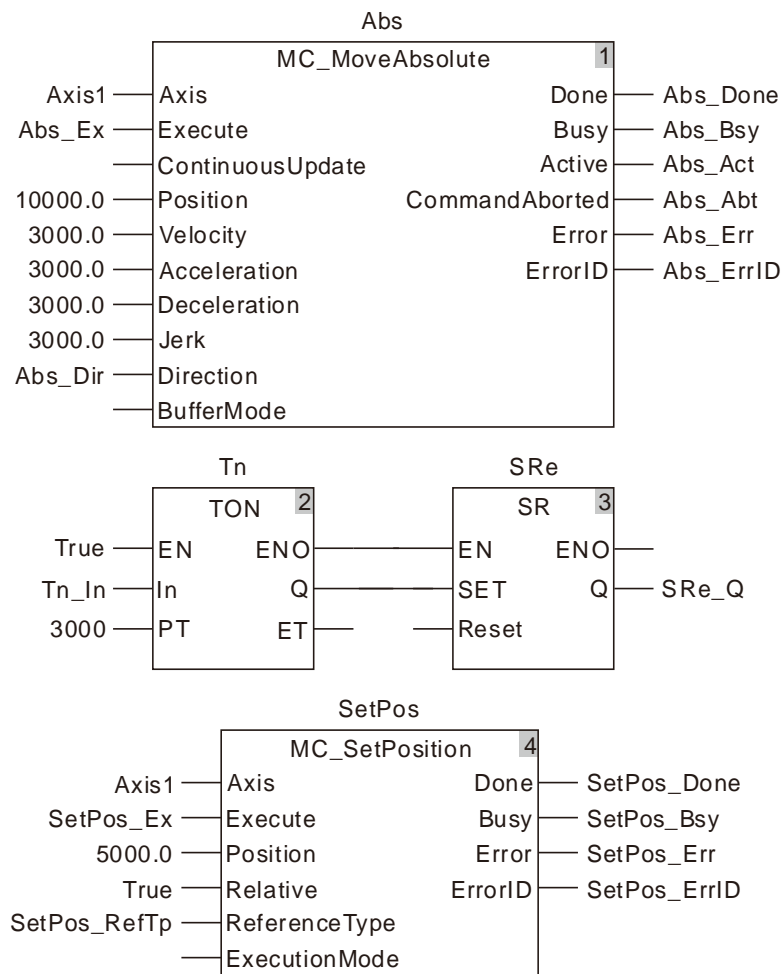 Abs
MC_MoveAbsolute 1
Axis1 Axis Done Abs_Done
Abs_Ex Execute Busy Abs_Bsy
ContinuousUpdate Active Abs_Act
10000.0 Position CommandAborted Abs_Abt
3000.0 Velocity Error Abs_Err
3000.0 Acceleration ErrorID Abs_ErrID
3000.0 Deceleration
3000.0 Jerk
Abs_Dir Direction
BufferMode
Tn SRe
TON 2 SR 3
True EN ENO EN ENO
Tn_In In Q SET Q SRe_Q
3000 PT ET Reset
SetPos
MC_SetPosition 4
Axis1 Axis Done SetPos_Done
SetPos_Ex Execute Busy SetPos_Bsy
5000.0 Position Error SetPos_Err
True Relative ErrorID SetPos_ErrID
SetPos_RefTp ReferenceType
ExecutionMode